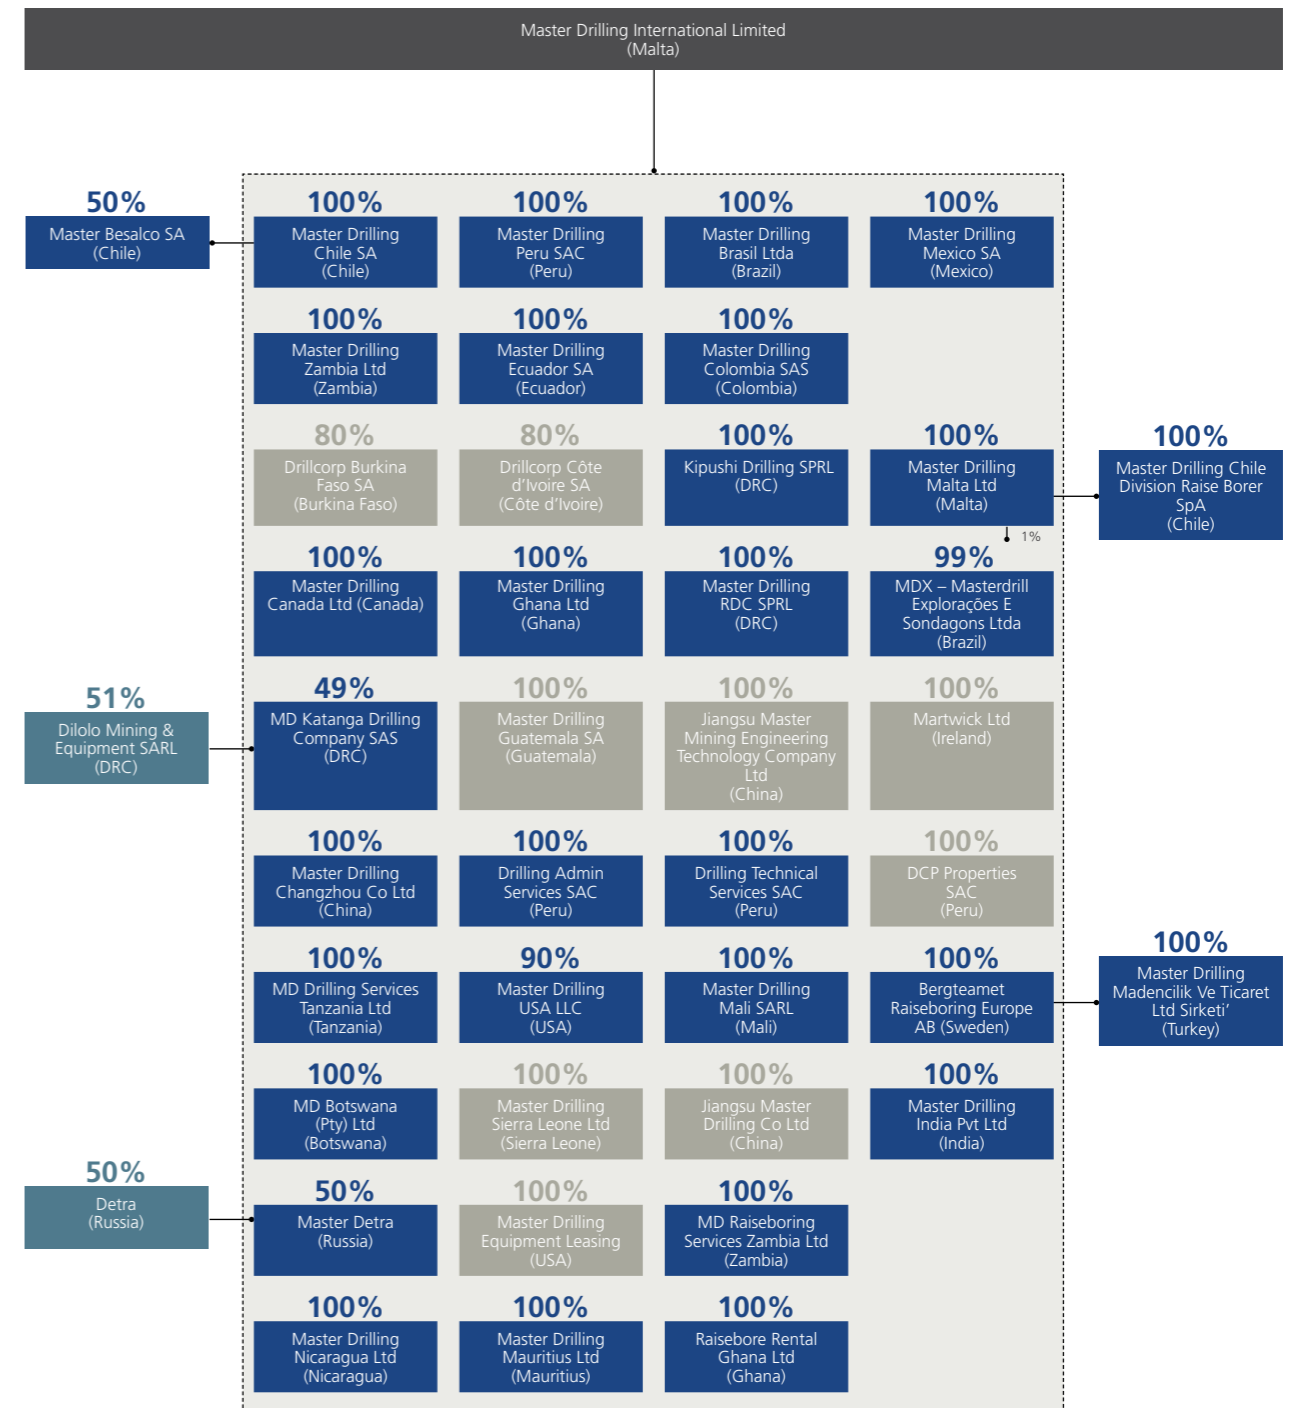 Master Drilling International Limited
(Malta)
50%
Master Besalco SA
(Chile)
100%
Master Drilling
Chile SA
(Chile)
100%
Master Drilling
Peru SAC
(Peru)
100%
Master Drilling
Brasil Ltda
(Brazil)
100%
Master Drilling
Mexico SA
(Mexico)
100%
Master Drilling
Zambia Ltd
(Zambia)
100%
Master Drilling
Ecuador SA
(Ecuador)
100%
Master Drilling
Colombia SAS
(Colombia)
80%
Drillcorp Burkina
Faso SA
(Burkina Faso)
80%
Drillcorp Côte
d’Ivoire SA
(Côte d’Ivoire)
100%
Kipushi Drilling SPRL
(DRC)
100%
Master Drilling
Malta Ltd
(Malta)
100%
Master Drilling Chile
Division Raise Borer
SpA
(Chile)
1%
100%
Master Drilling
Canada Ltd (Canada)
100%
Master Drilling
Ghana Ltd
(Ghana)
100%
Master Drilling
RDC SPRL
(DRC)
99%
MDX – Masterdrill
Explorações E
Sondagons Ltda
(Brazil)
51%
Dilolo Mining &
Equipment SARL
(DRC)
49%
MD Katanga Drilling
Company SAS
(DRC)
100%
Master Drilling
Guatemala SA
(Guatemala)
100%
Jiangsu Master
Mining Engineering
Technology Company
Ltd
(China)
100%
Martwick Ltd
(Ireland)
100%
Master Drilling
Changzhou Co Ltd
(China)
100%
Drilling Admin
Services SAC
(Peru)
100%
Drilling Technical
Services SAC
(Peru)
100%
DCP Properties
SAC
(Peru)
100%
MD Drilling Services
Tanzania Ltd
(Tanzania)
90%
Master Drilling
USA LLC
(USA)
100%
Master Drilling
Mali SARL
(Mali)
100%
Bergteamet
Raiseboring Europe
AB (Sweden)
100%
Master Drilling
Madencilik Ve Ticaret
Ltd Sirketi’
(Turkey)
100%
MD Botswana
(Pty) Ltd
(Botswana)
100%
Master Drilling
Sierra Leone Ltd
(Sierra Leone)
100%
Jiangsu Master
Drilling Co Ltd
(China)
100%
Master Drilling
India Pvt Ltd
(India)
50%
Detra
(Russia)
50%
Master Detra
(Russia)
100%
Master Drilling
Equipment Leasing
(USA)
100%
MD Raiseboring
Services Zambia Ltd
(Zambia)
100%
Master Drilling
Nicaragua Ltd
(Nicaragua)
100%
Master Drilling
Mauritius Ltd
(Mauritius)
100%
Raisebore Rental
Ghana Ltd
(Ghana)